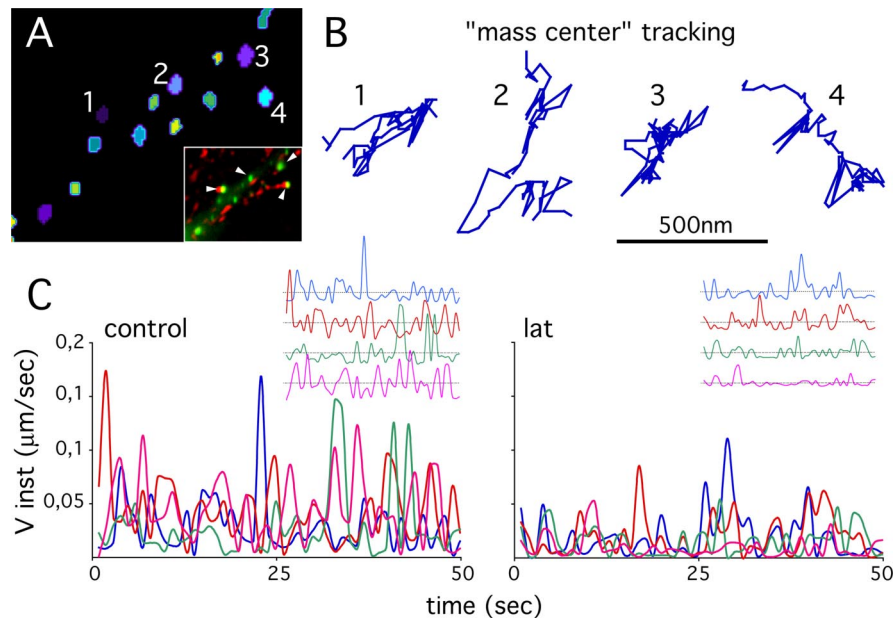 A
1
2
3
4
B
"mass center" tracking
1
2
3
4
500nm
C
control
lat
V inst (μm/sec)
0,2
0,1
0,1
0,05
0
25
50
0
25
50
time (sec)